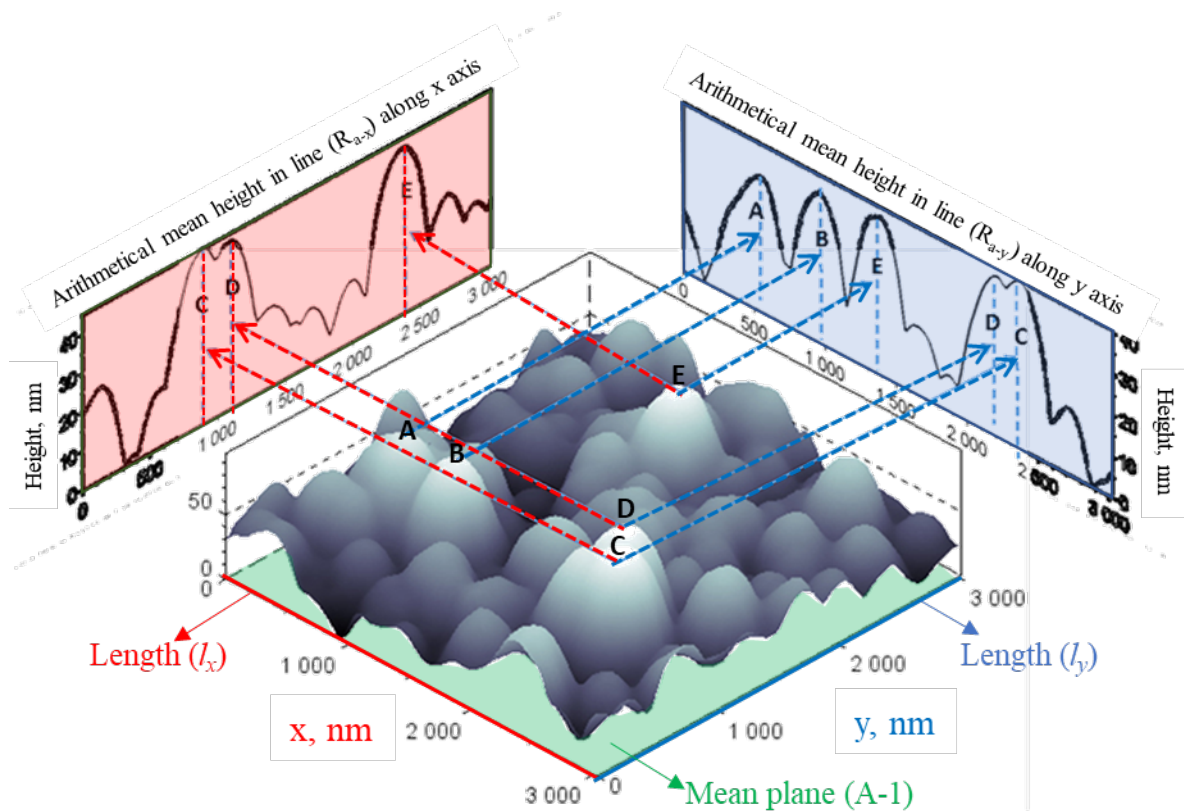 Arithmetical mean height in line (Ra-x) along x axis
Arithmetical mean height in line (Ra-y) along y axis
C
D
E
A
B
E
D
C
Height, nm
40
30
20
10
0
0
500
1 000
1 500
2 000
2 500
3 000
0
500
1 000
1 500
2 000
2 500
3 000
40
30
20
10
0
Height, nm
A
B
E
D
C
50
0
0
1 000
2 000
3 000
0
1 000
2 000
3 000
Length (lx)
Length (ly)
x, nm
y, nm
Mean plane (A-1)